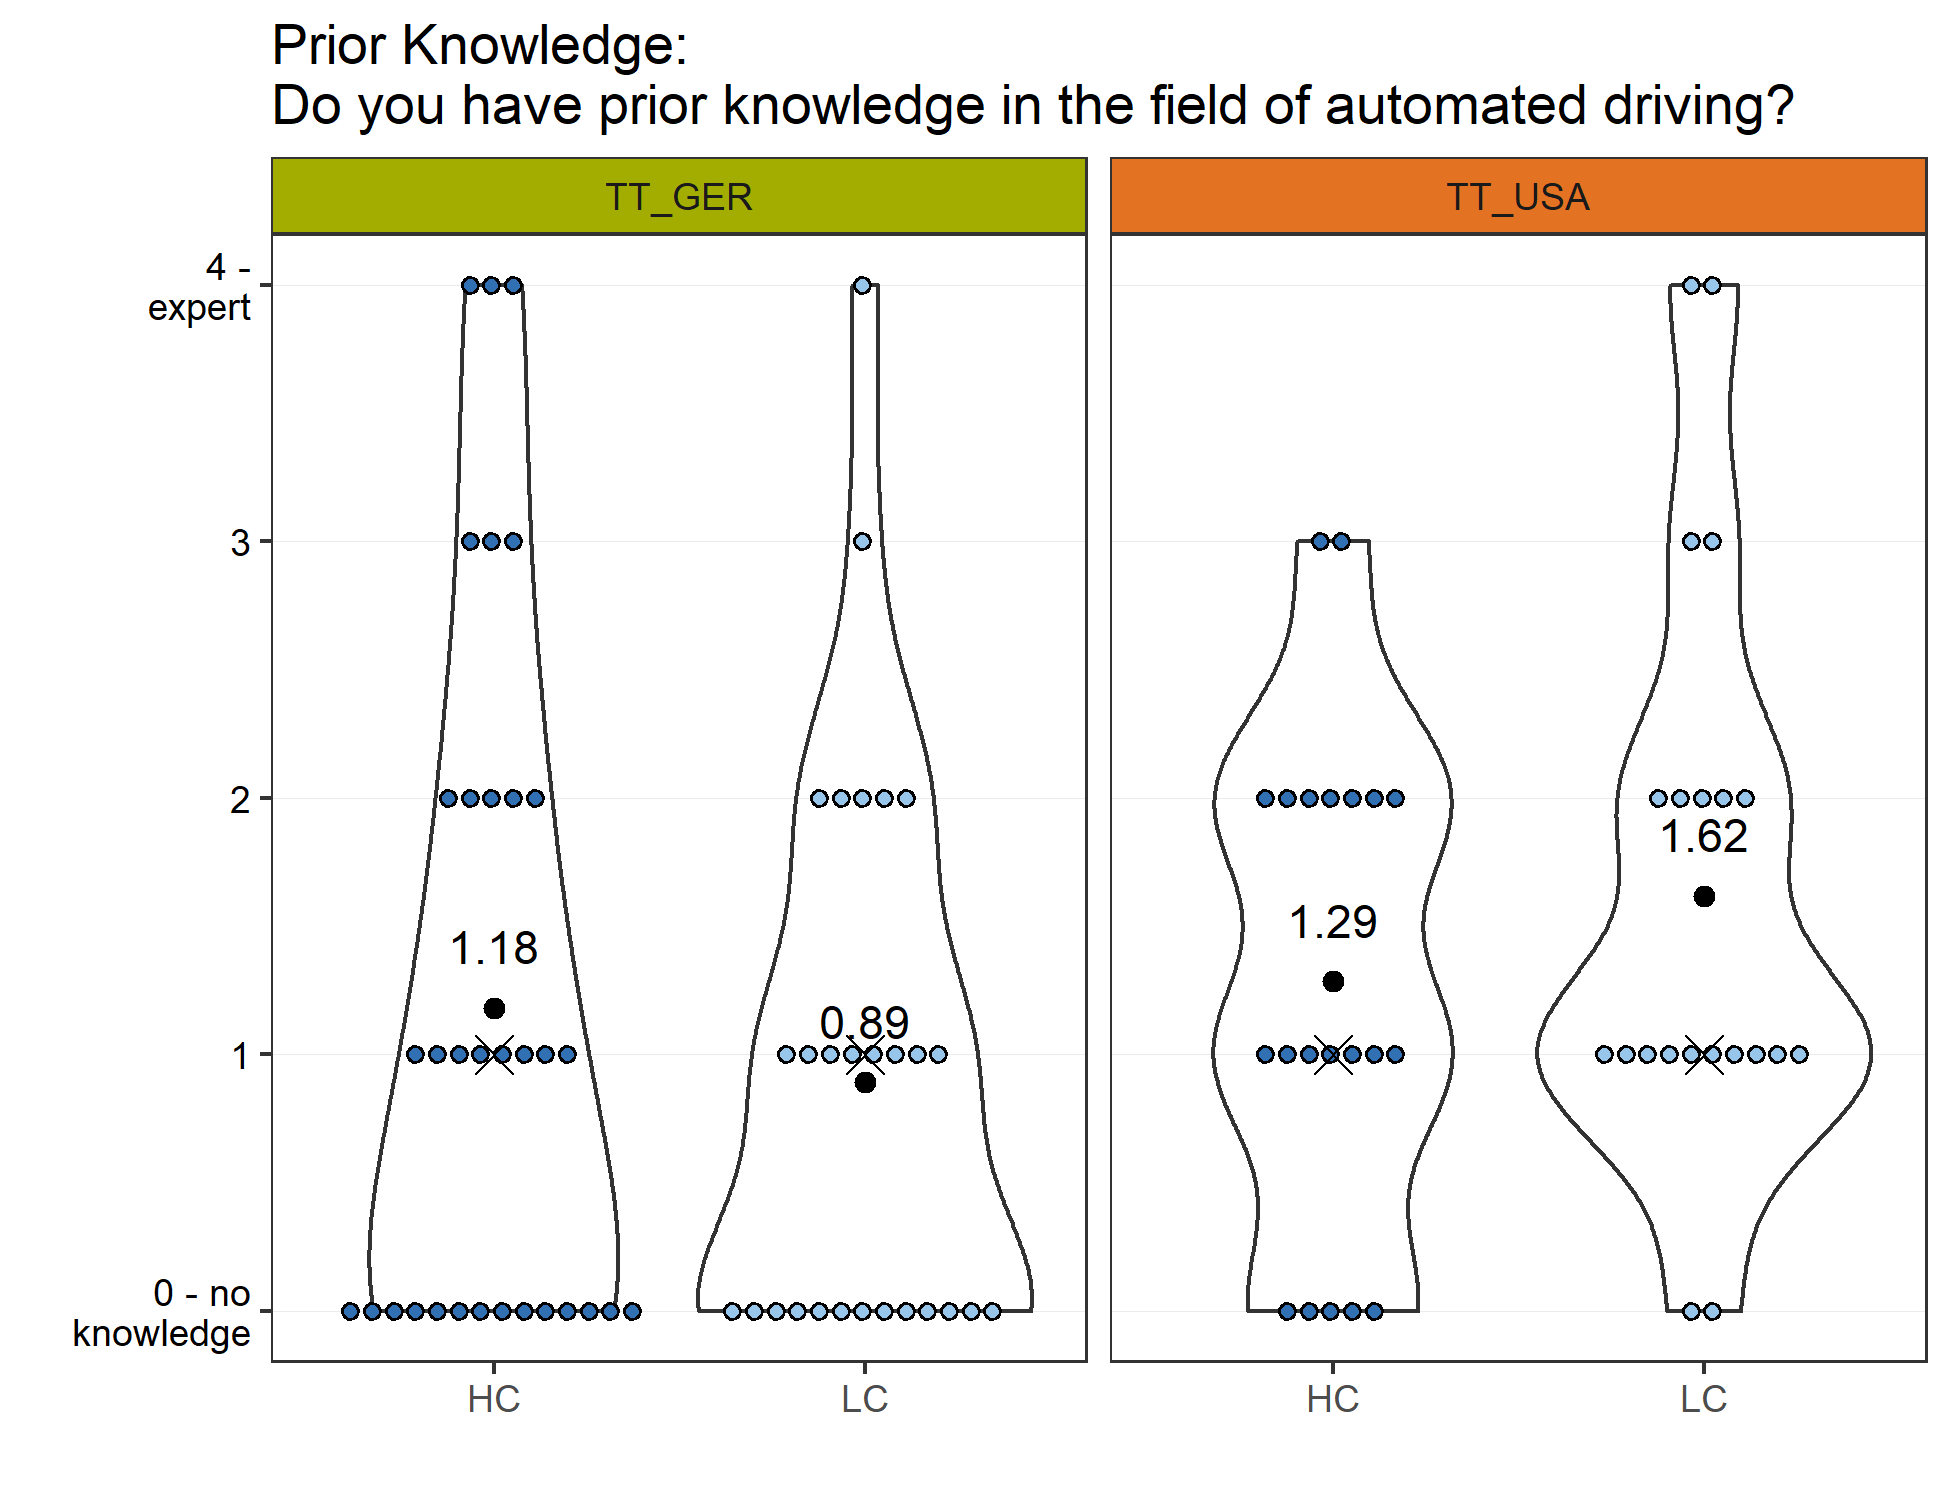 Prior Knowledge:
Do you have prior knowledge in the field of automated driving?
TT_GER
TT_USA
4 -
expert
3
2
1
0 - no
knowledge
1.18
0.89
1.29
1.62
HC
LC
HC
LC